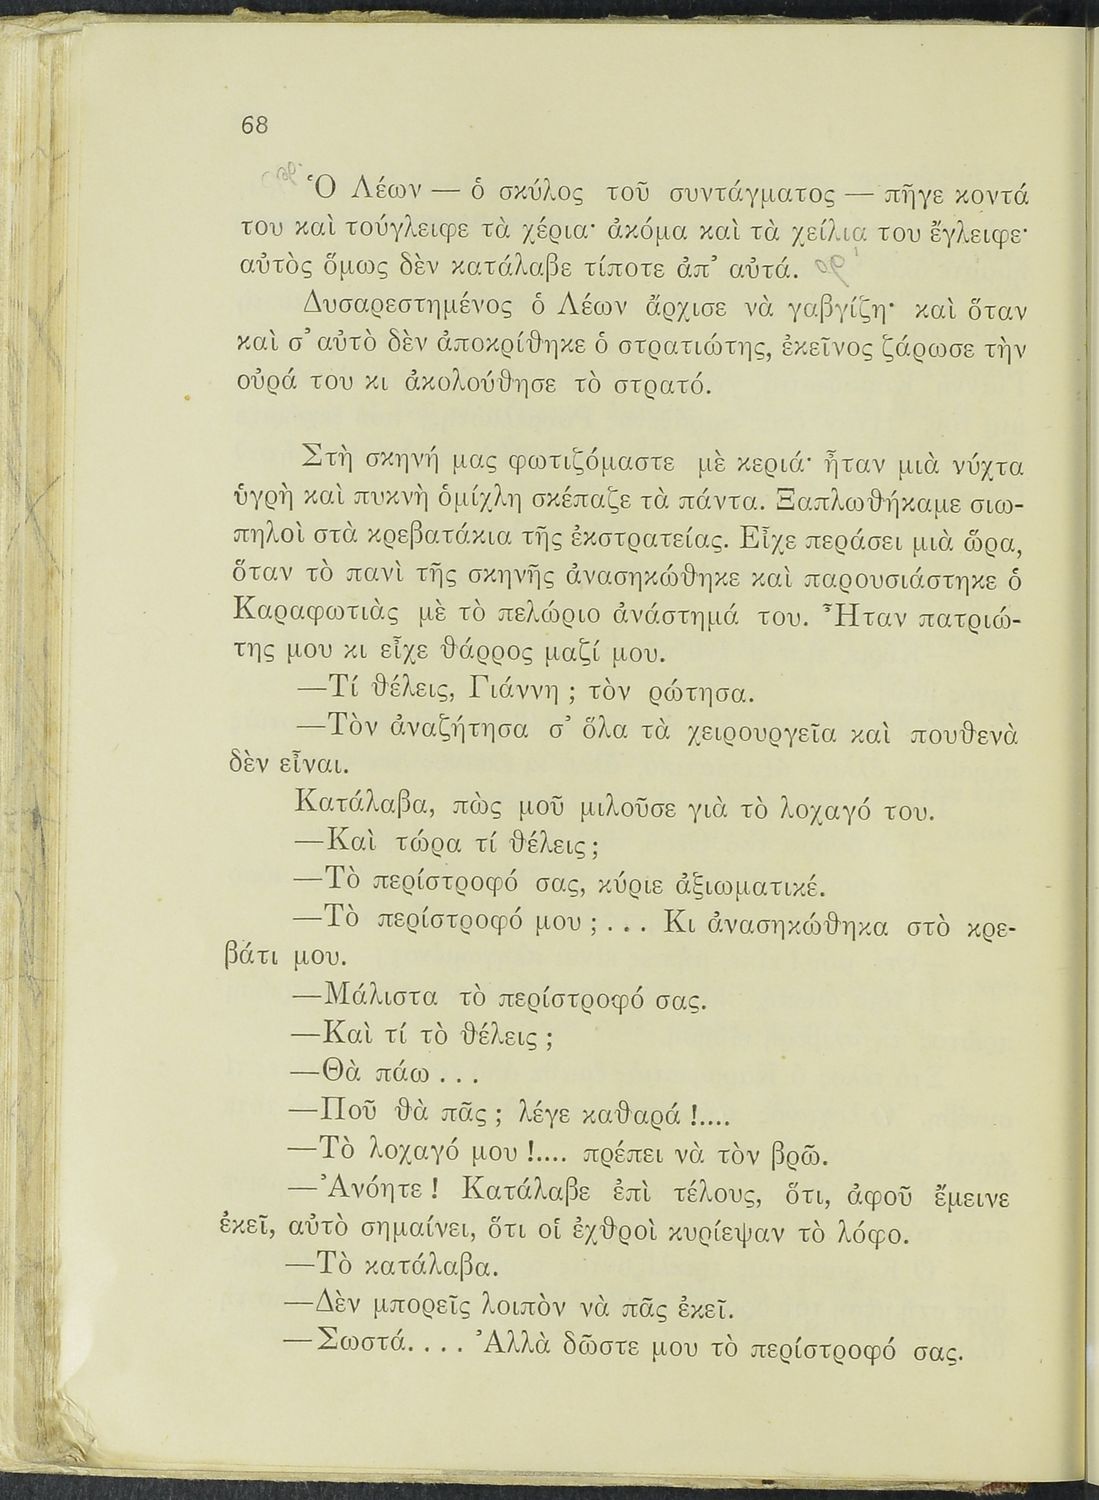 68
Ὁ Λέων — ὁ σκύλος τοῦ συντάγματος — πῆγε κοντά
του καὶ τούγλειφε τὰ χέρια· ἀκόμα καὶ τὰ χείλια του ἔγλειφε·
αὐτὸς ὅμως δὲν κατάλαβε τίποτε ἀπ’ αὐτά.
Δυσαρεστημένος ὁ Λέων ἄρχισε νὰ γαβγίζη· καὶ ὅταν
καὶ σ’ αὐτὸ δὲν ἀποκρίθηκε ὁ στρατιώτης, ἐκεῖνος ζάρωσε τὴν
οὐρά του κι ἀκολούθησε τὸ στρατό.
Στὴ σκηνή μας φωτιζόμαστε μὲ κεριά· ἦταν μιὰ νύχτα
ὑγρὴ καὶ πυκνὴ ὁμίχλη σκέπαζε τὰ πάντα. Ξαπλωθήκαμε σιω-
πηλοὶ στὰ κρεβατάκια τῆς ἐκστρατείας. Εἶχε περάσει μιὰ ὥρα,
ὅταν τὸ πανὶ τῆς σκηνῆς ἀνασηκώθηκε καὶ παρουσιάστηκε ὁ
Καραφωτιὰς μὲ τὸ πελώριο ἀνάστημά του. Ἦταν πατριώ-
της μου κι εἶχε θάρρος μαζί μου.
—Τί θέλεις, Γιάννη ; τὸν ρώτησα.
—Τὸν ἀναζήτησα σ’ ὅλα τὰ χειρουργεῖα καὶ πουθενὰ
δὲν εἶναι.
Κατάλαβα, πὼς μοῦ μιλοῦσε γιὰ τὸ λοχαγό του.
—Καὶ τώρα τί θέλεις ;
—Τὸ περίστροφό σας, κύριε ἀξιωματικέ.
—Τὸ περίστροφό μου ; . . . Κι ἀνασηκώθηκα στὸ κρε-
βάτι μου.
—Μάλιστα τὸ περίστροφό σας.
—Καὶ τί τὸ θέλεις ;
—Θὰ πάω . . .
—Ποῦ θὰ πᾶς ; λέγε καθαρά !....
—Τὸ λοχαγό μου !.... πρέπει νὰ τὸν βρῶ.
—Ἀνόητε ! Κατάλαβε ἐπὶ τέλους, ὅτι, ἀφοῦ ἔμεινε
ἐκεῖ, αὐτὸ σημαίνει, ὅτι οἱ ἐχθροὶ κυρίεψαν τὸ λόφο.
—Τὸ κατάλαβα.
—Δὲν μπορεῖς λοιπὸν νὰ πᾶς ἐκεῖ.
—Σωστά. . . . Ἀλλὰ δῶστε μου τὸ περίστροφό σας.